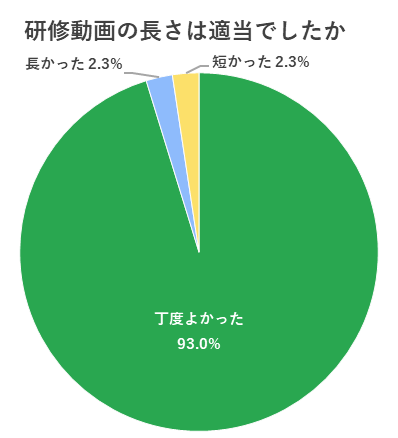 研修動画の長さは適当でしたか
長かった 2.3%
短かった 2.3%
丁度よかった
93.0%